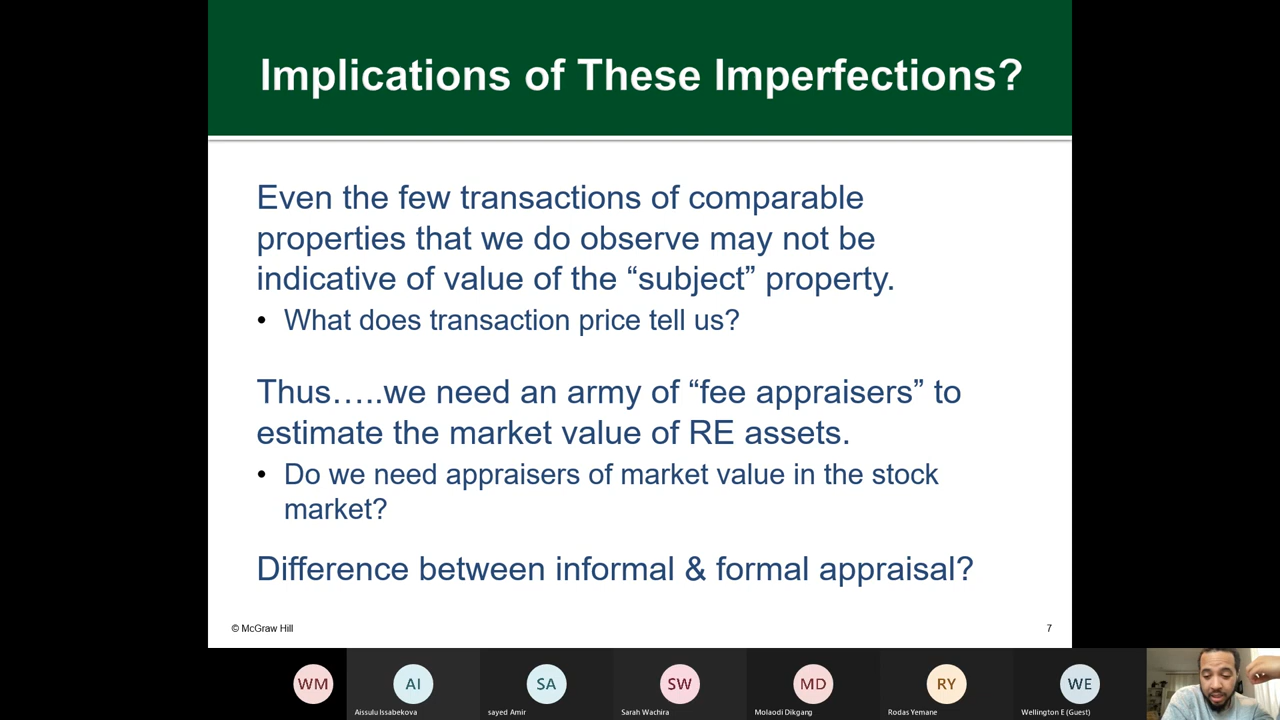 Implications of These Imperfections?
Even the few transactions of comparable
properties that we do observe may not be
indicative of value of the “subject” property.
• What does transaction price tell us?
Thus…..we need an army of “fee appraisers” to
estimate the market value of RE assets.
• Do we need appraisers of market value in the stock
market?
Difference between informal & formal appraisal?
© McGraw Hill
7
WM
AI
SA
SW
MD
RY
WE
Aissulu Issabekova
sayed Amir
Sarah Wachira
Molaodi Dikgang
Rodas Yemane
Wellington E (Guest)